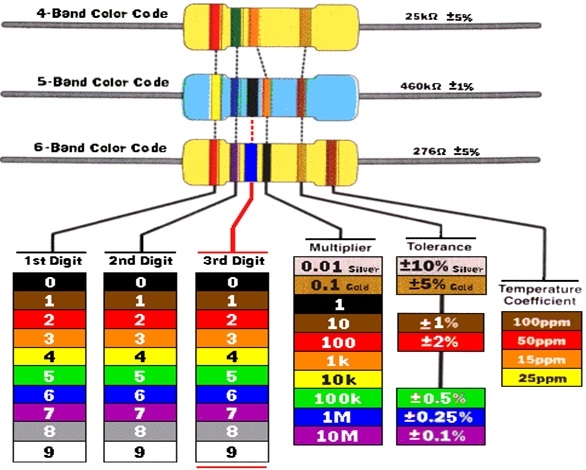 4-Band Color Code
25kΩ ±5%
5-Band Color Code
460kΩ ±1%
6-Band Color Code
276Ω ±5%
1st Digit
2nd Digit
3rd Digit
Multiplier
Tolerance
Temperature
Coefficient
0 0 0
1 1 1
2 2 2
3 3 3
4 4 4
5 5 5
6 6 6
7 7 7
8 8 8
9 9 9
0.01 Silver
0.1 Gold
1
10
100
1k
10k
100k
1M
10M
±10% Silver
±5% Gold
±1%
±2%
±0.5%
±0.25%
±0.1%
100ppm
50ppm
15ppm
25ppm